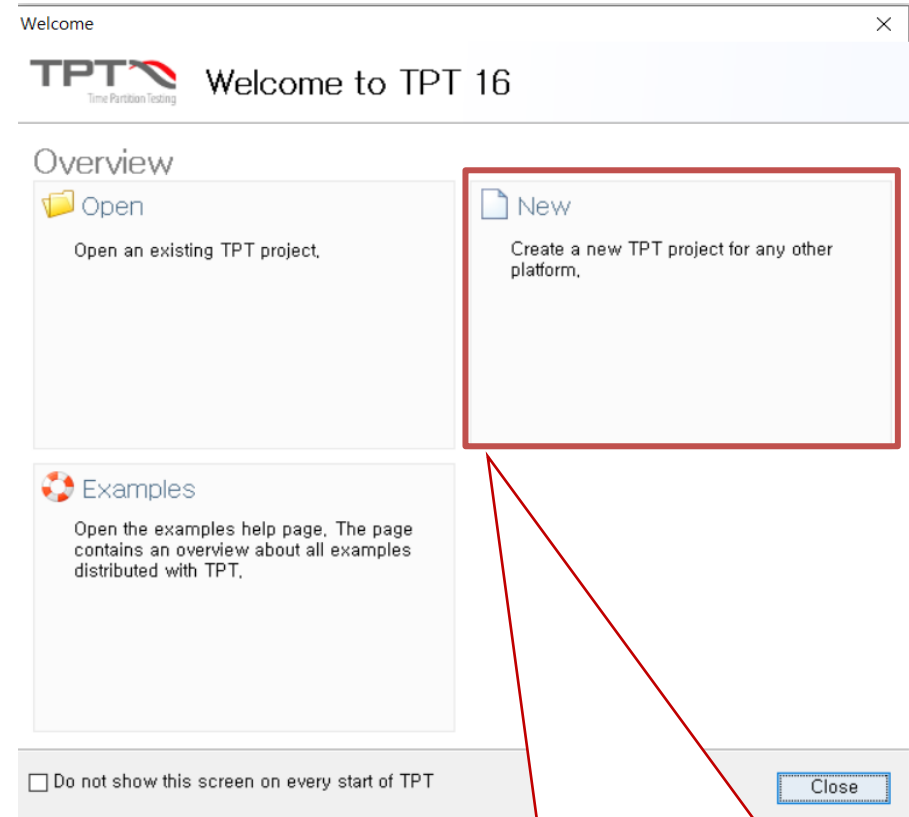 Welcome
TPT
Time Partition Testing
Welcome to TPT 16
Overview
Open
Open an existing TPT project,
New
Create a new TPT project for any other
platform,
Examples
Open the examples help page, The page
contains an overview about all examples
distributed with TPT,
Do not show this screen on every start of TPT
Close